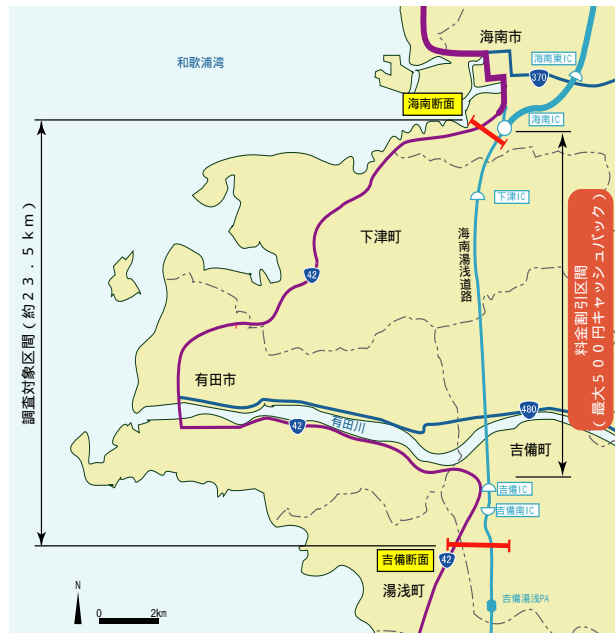 海南市
和歌浦湾
海南東IC
370
海南断面
海南IC
下津IC
下津町
海南湯浅道路
料金割引区間
（最大５００円キャッシュバック）
調査対象区間（約２３．５ｋｍ）
42
有田市
480
有田川
42
吉備町
吉備IC
吉備南IC
吉備断面
42
湯浅町
吉備湯浅PA
N
0 2km